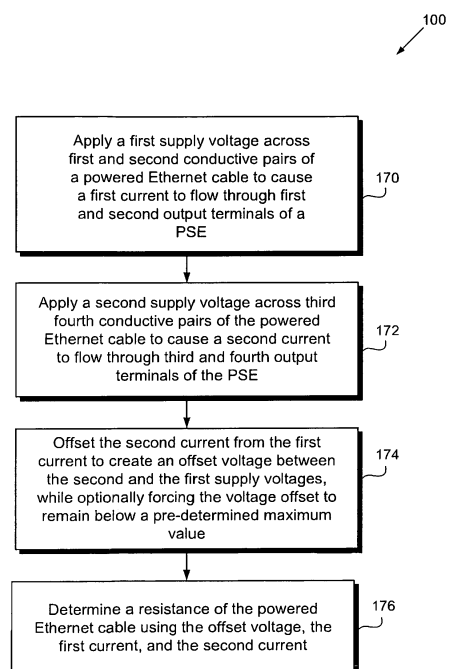 100
Apply a first supply voltage across
first and second conductive pairs of
a powered Ethernet cable to cause
a first current to flow through first
and second output terminals of a
PSE
170
Apply a second supply voltage across third
fourth conductive pairs of the powered
Ethernet cable to cause a second current
to flow through third and fourth output
terminals of the PSE
172
Offset the second current from the first
current to create an offset voltage between
the second and the first supply voltages,
while optionally forcing the voltage offset to
remain below a pre-determined maximum
value
174
Determine a resistance of the powered
Ethernet cable using the offset voltage, the
first current, and the second current
176